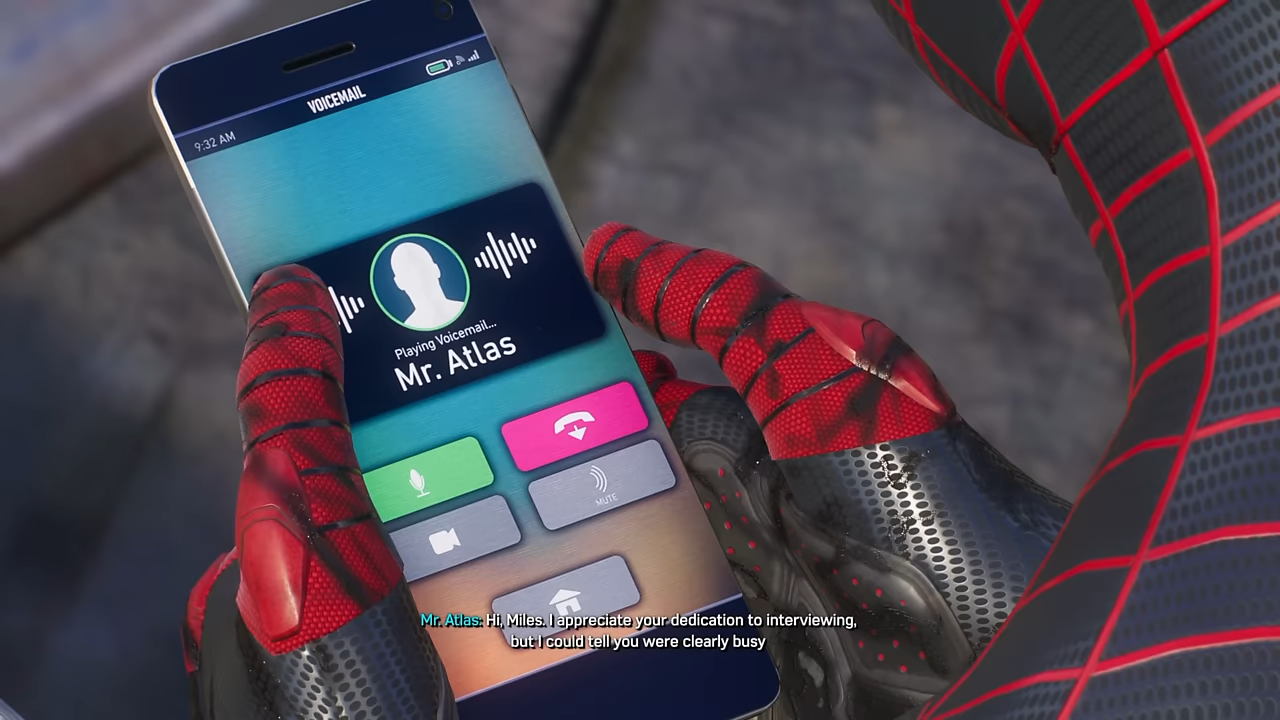 VOICEMAIL
9:32 AM
Playing Voicemail...
Mr. Atlas
MUTE
Mr. Atlas: Hi, Miles. I appreciate your dedication to interviewing,
but I could tell you were clearly busy